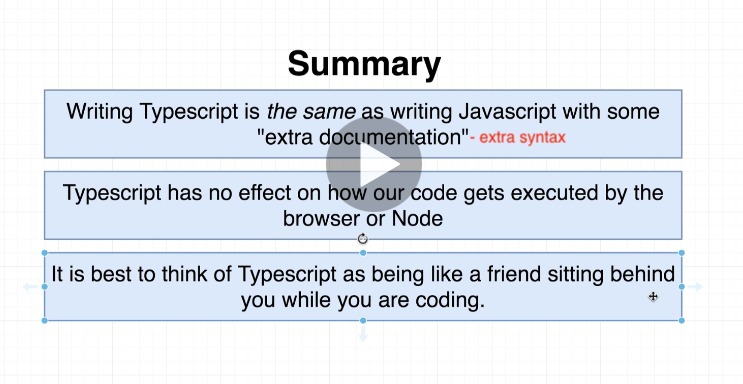 Summary
Writing Typescript is the same as writing Javascript with some
"extra documentation"- extra syntax
Typescript has no effect on how our code gets executed by the
browser or Node
It is best to think of Typescript as being like a friend sitting behind
you while you are coding.